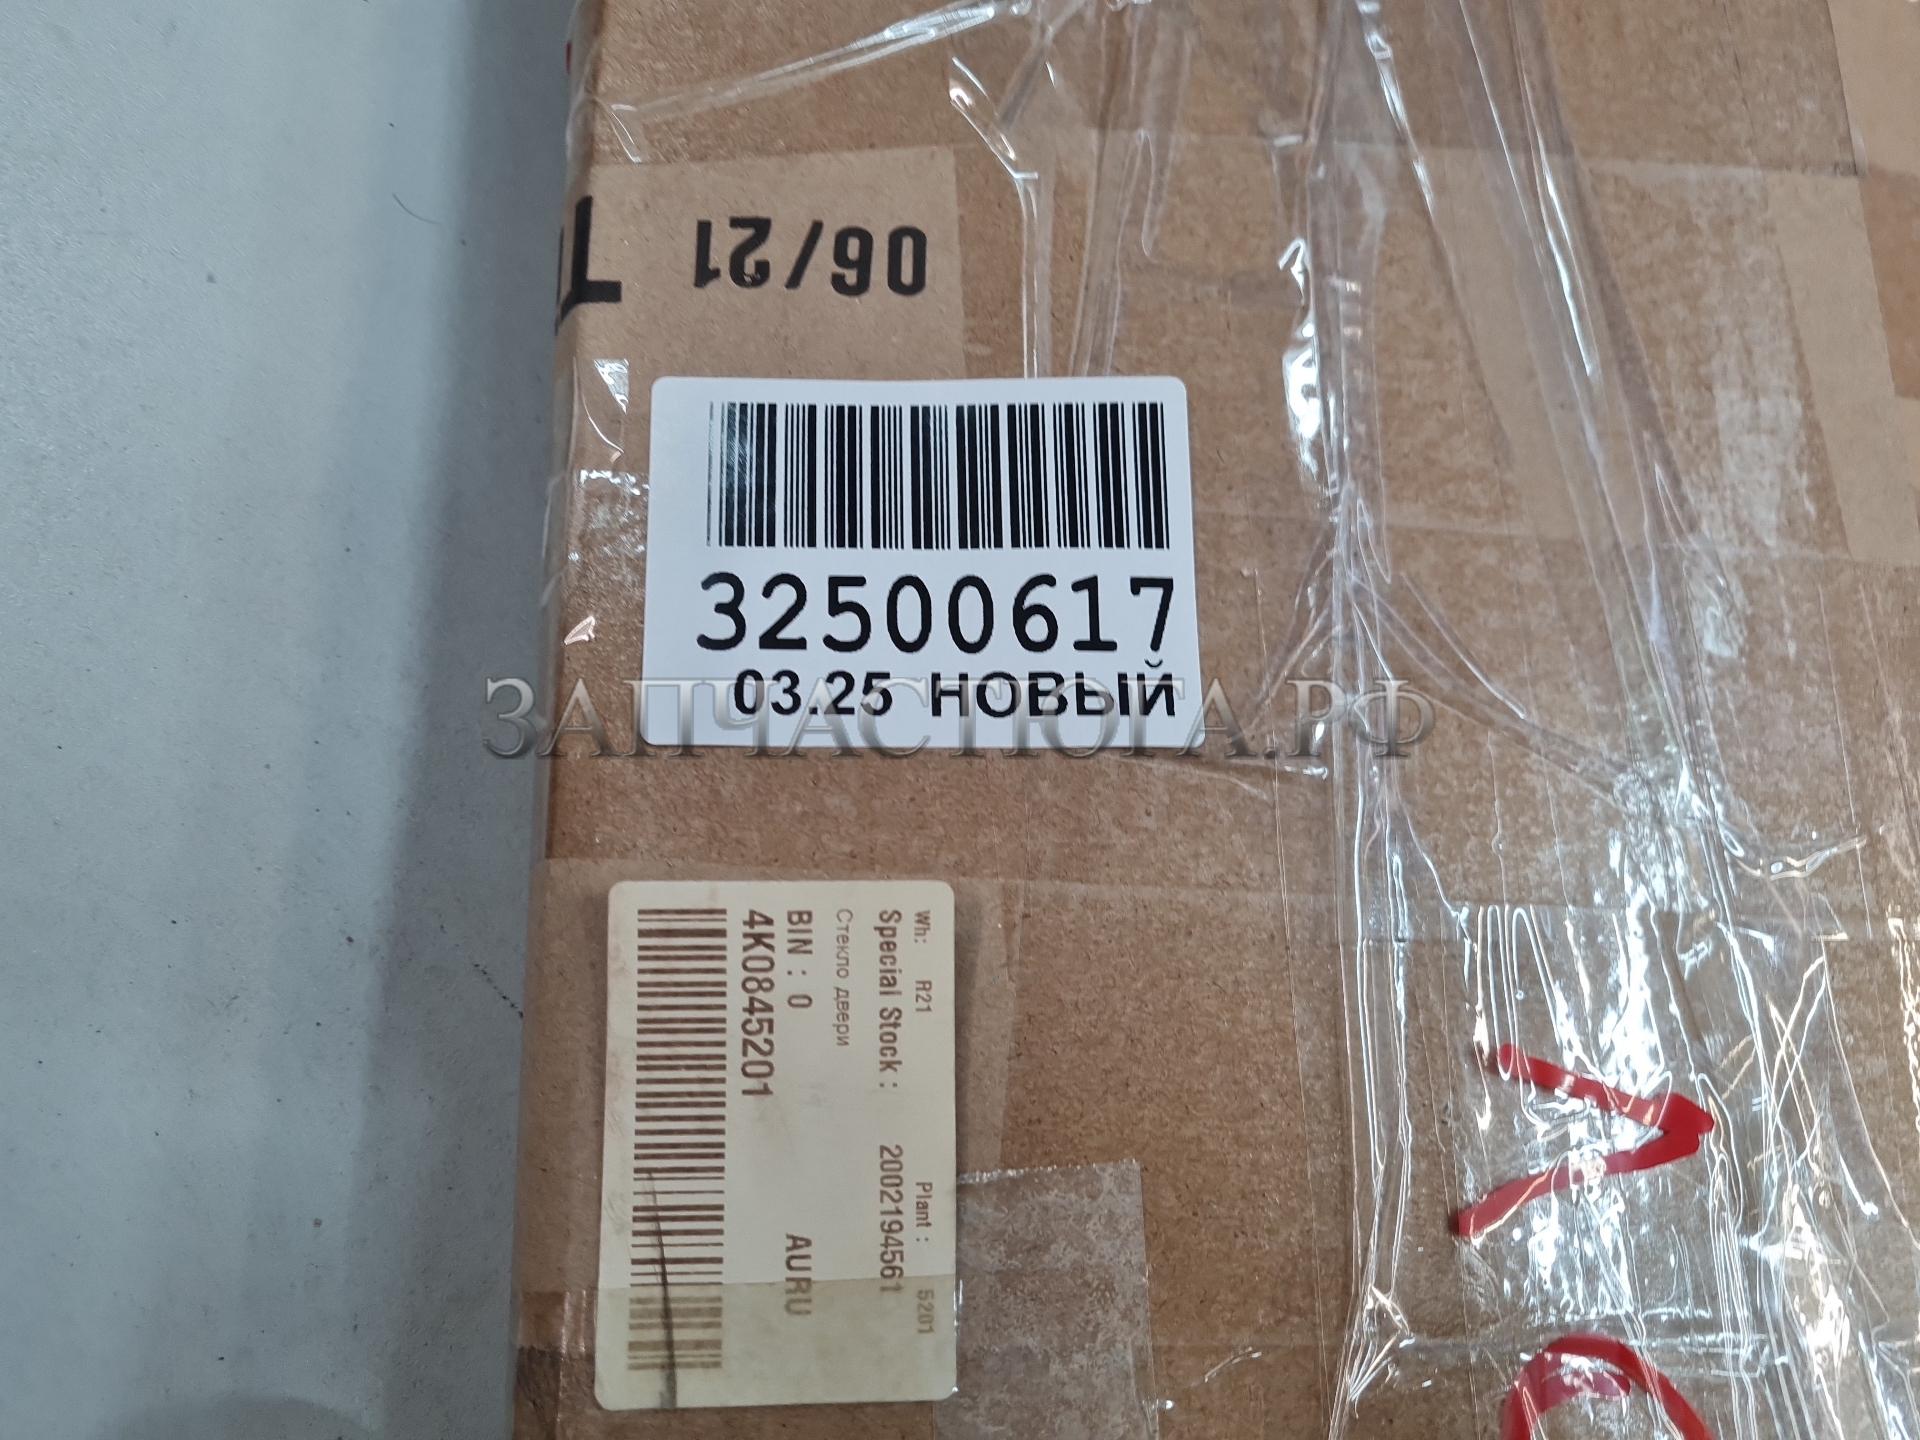 06/21
32500617
03.25 НОВЫЙ
ЗАПЧАСТЮГА.РФ
Wh: R21 Plant : 5201
Special Stock : 2002194561
Стекло двери
BIN : 0 AURU
4K0845201